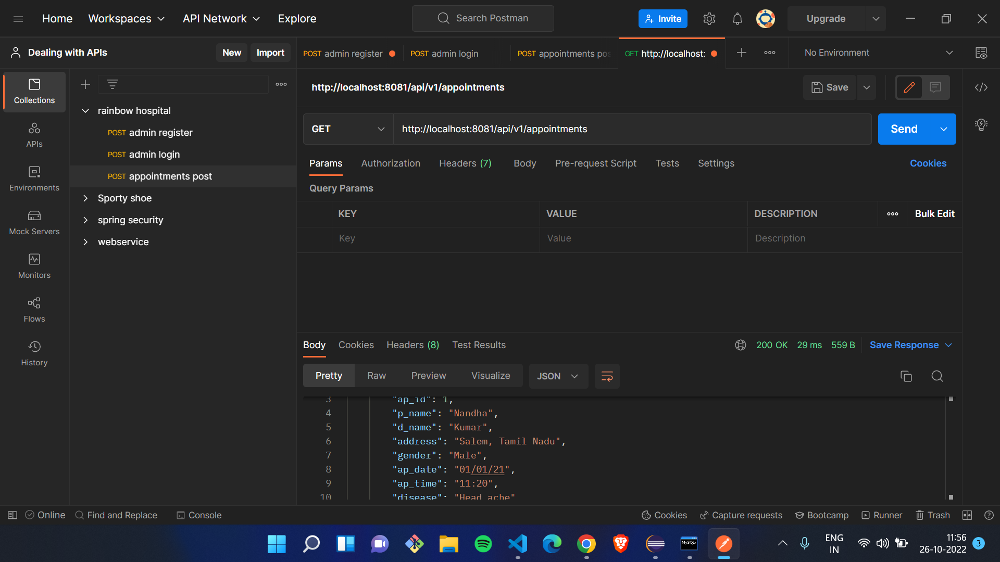 Home Workspaces API Network Explore Search Postman Invite Upgrade
Dealing with APIs New Import
POST admin register POST admin login POST appointments pos GET http://localhost: No Environment
Collections
APIs
Environments
Mock Servers
Monitors
Flows
History
rainbow hospital
POST admin register
POST admin login
POST appointments post
Sporty shoe
spring security
webservice
http://localhost:8081/api/v1/appointments Save
GET http://localhost:8081/api/v1/appointments Send
Params Authorization Headers (7) Body Pre-request Script Tests Settings Cookies
Query Params
KEY VALUE DESCRIPTION Bulk Edit
Key Value Description
Body Cookies Headers (8) Test Results 200 OK 29 ms 559 B Save Response
Pretty Raw Preview Visualize JSON
3 "ap_id": 1,
4 "p_name": "Nandha",
5 "d_name": "Kumar",
6 "address": "Salem, Tamil Nadu",
7 "gender": "Male",
8 "ap_date": "01/01/21",
9 "ap_time": "11:20",
10 "disease": "Head ache"
Online Find and Replace Console Cookies Capture requests Bootcamp Runner Trash
MySQL
ENG
IN
11:56
26-10-2022
3